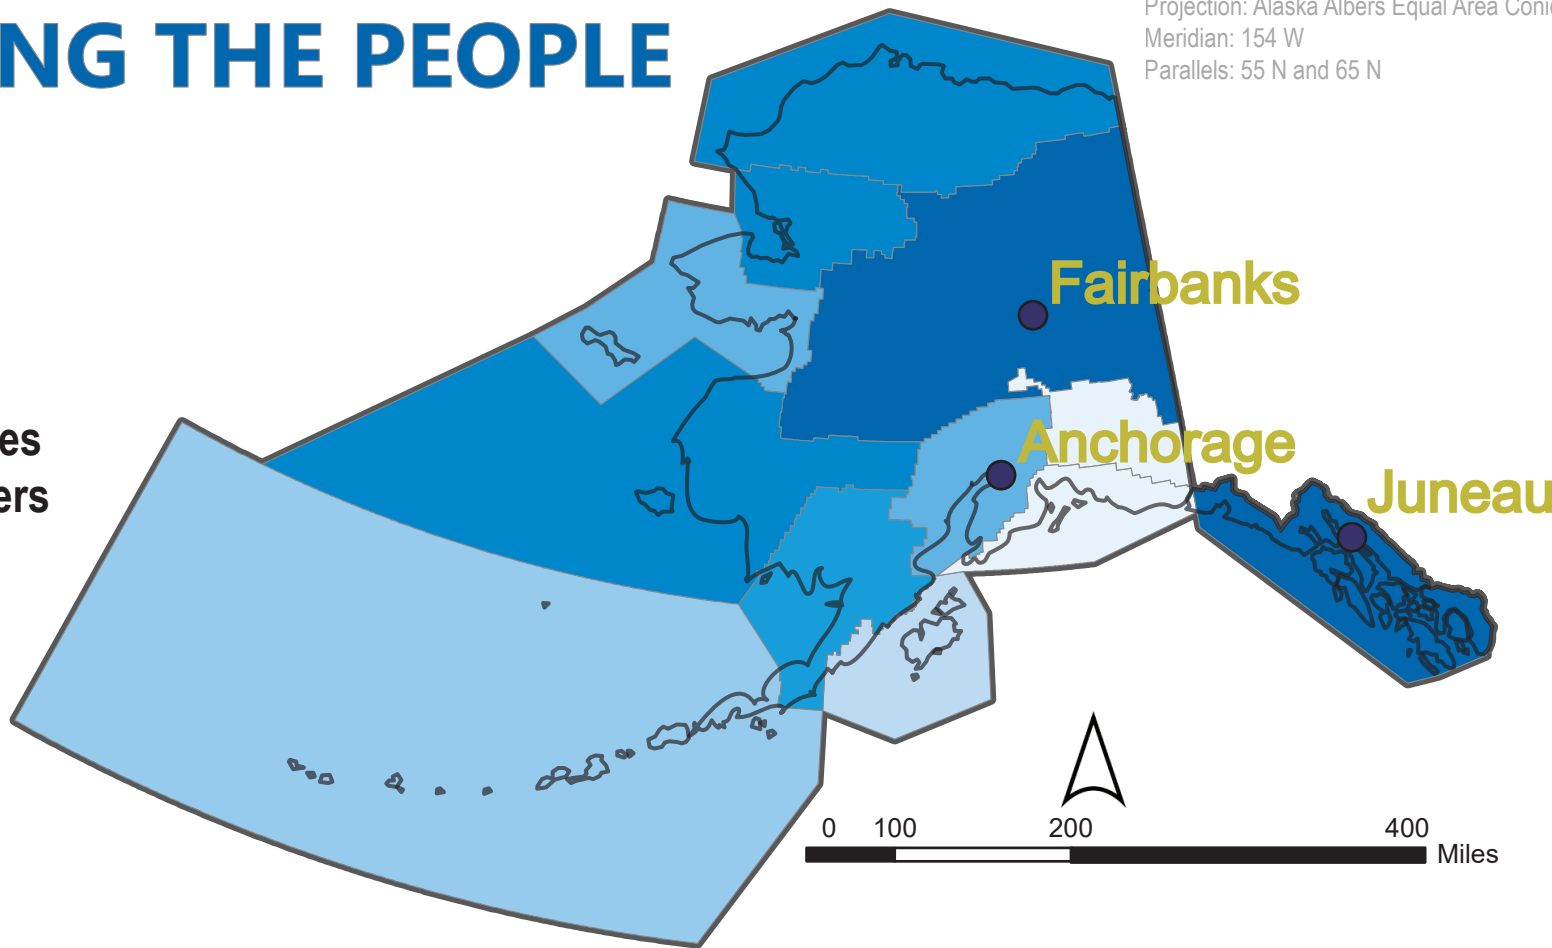 NG THE PEOPLE
Projection: Alaska Albers Equal Area Coni
Meridian: 154 W
Parallels: 55 N and 65 N
Fairbanks
Anchorage
Juneau
es
ers
0 100 200 400
Miles